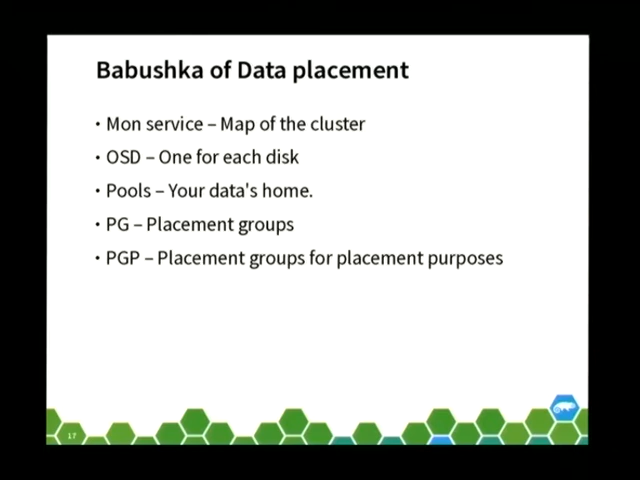 Babushka of Data placement
• Mon service – Map of the cluster
• OSD – One for each disk
• Pools – Your data's home.
• PG – Placement groups
• PGP – Placement groups for placement purposes
17